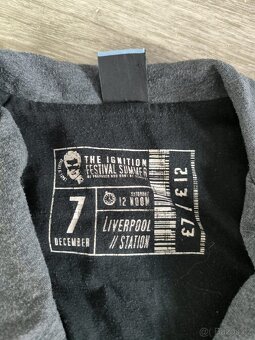 THE IGNITION
FESTIVAL SUMMER
7
DECEMBER
SATURDAY
12 NOON
LIVERPOOL
// STATION
£7 / £12